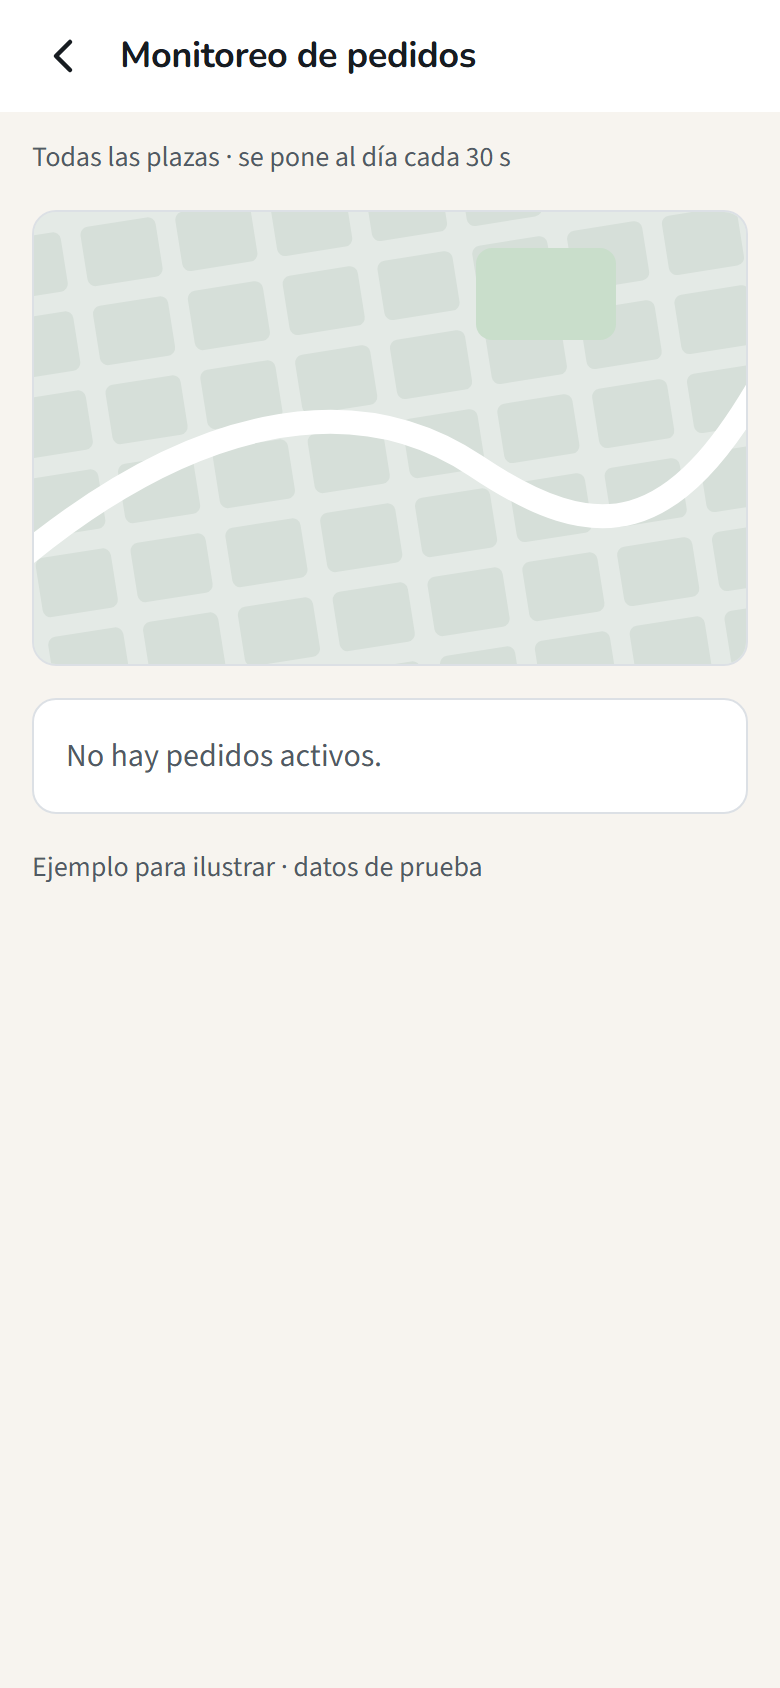 Monitoreo de pedidos
Todas las plazas · se pone al día cada 30 s
No hay pedidos activos.
Ejemplo para ilustrar · datos de prueba